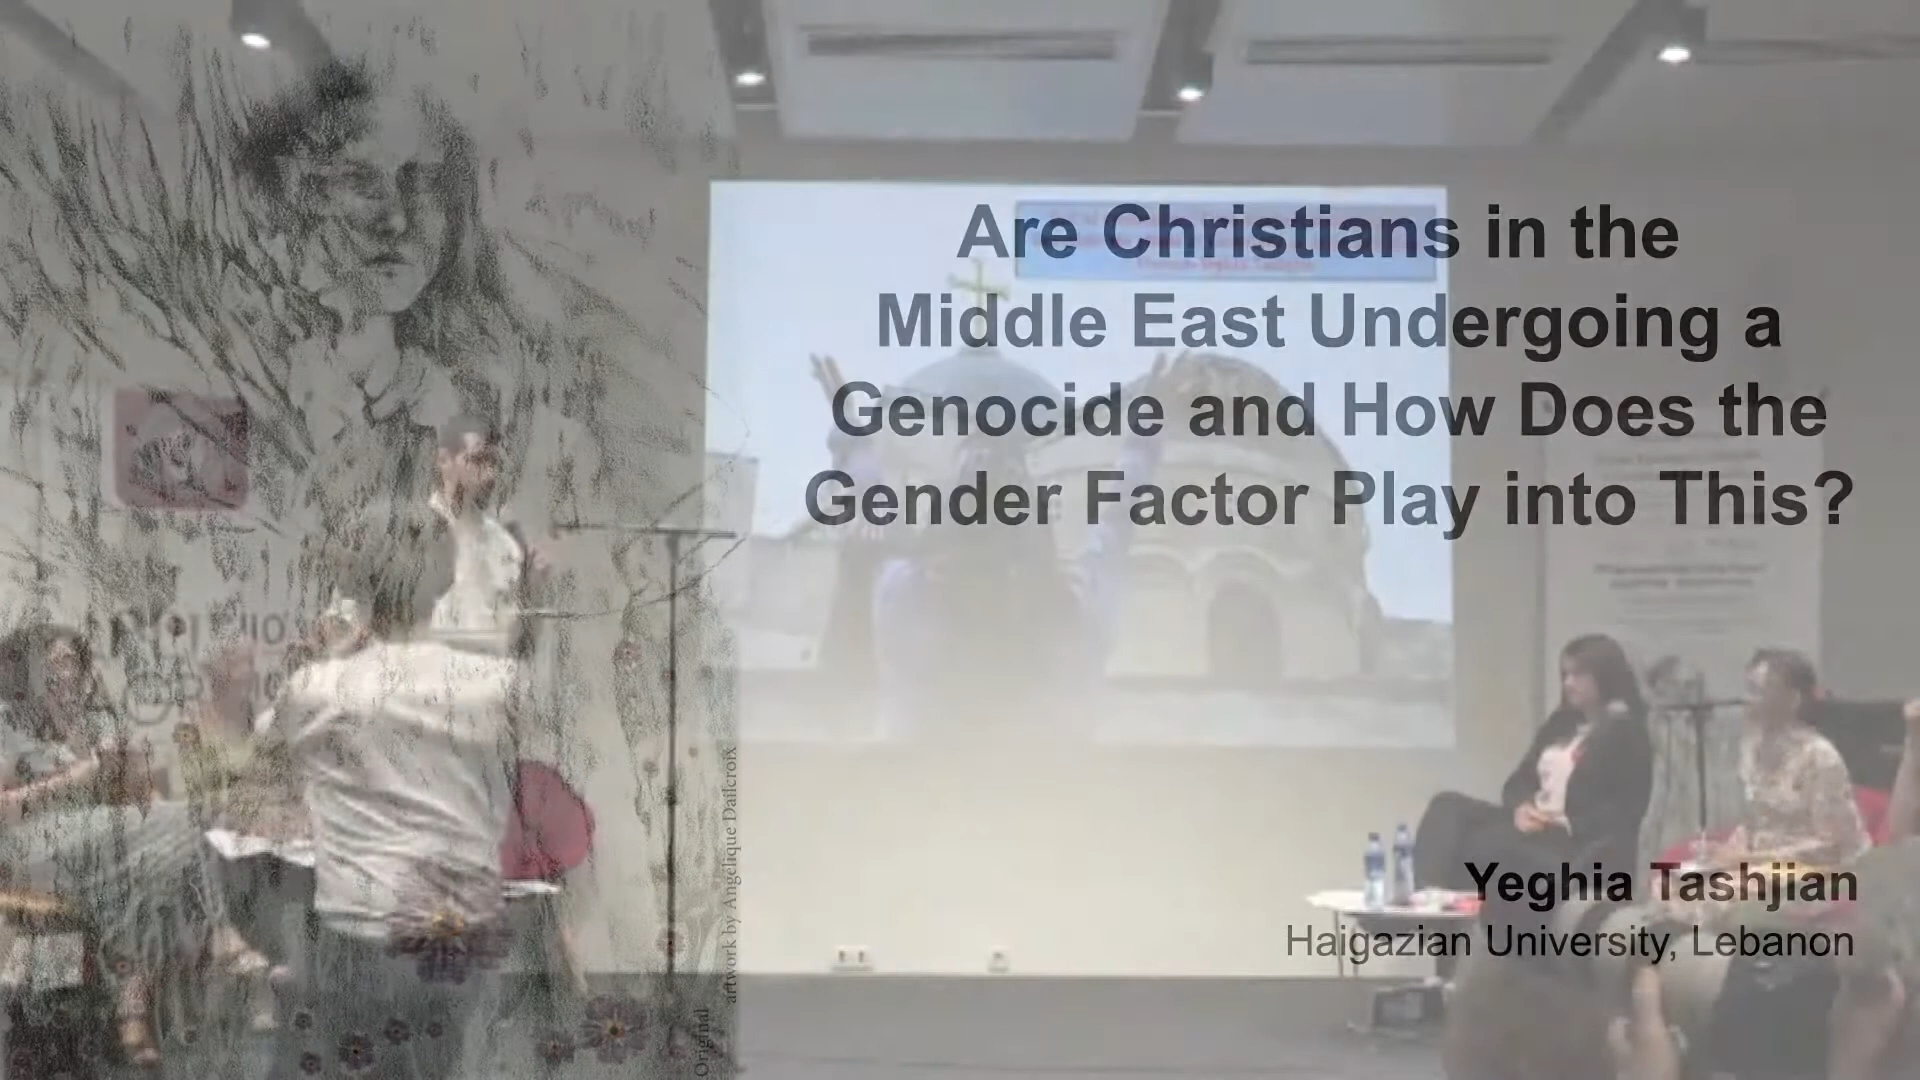 Are Christians in the
Middle East Undergoing a
Genocide and How Does the
Gender Factor Play into This?
Yeghia Tashjian
Haigazian University, Lebanon
Original
artwork by Angelique Dailcroix